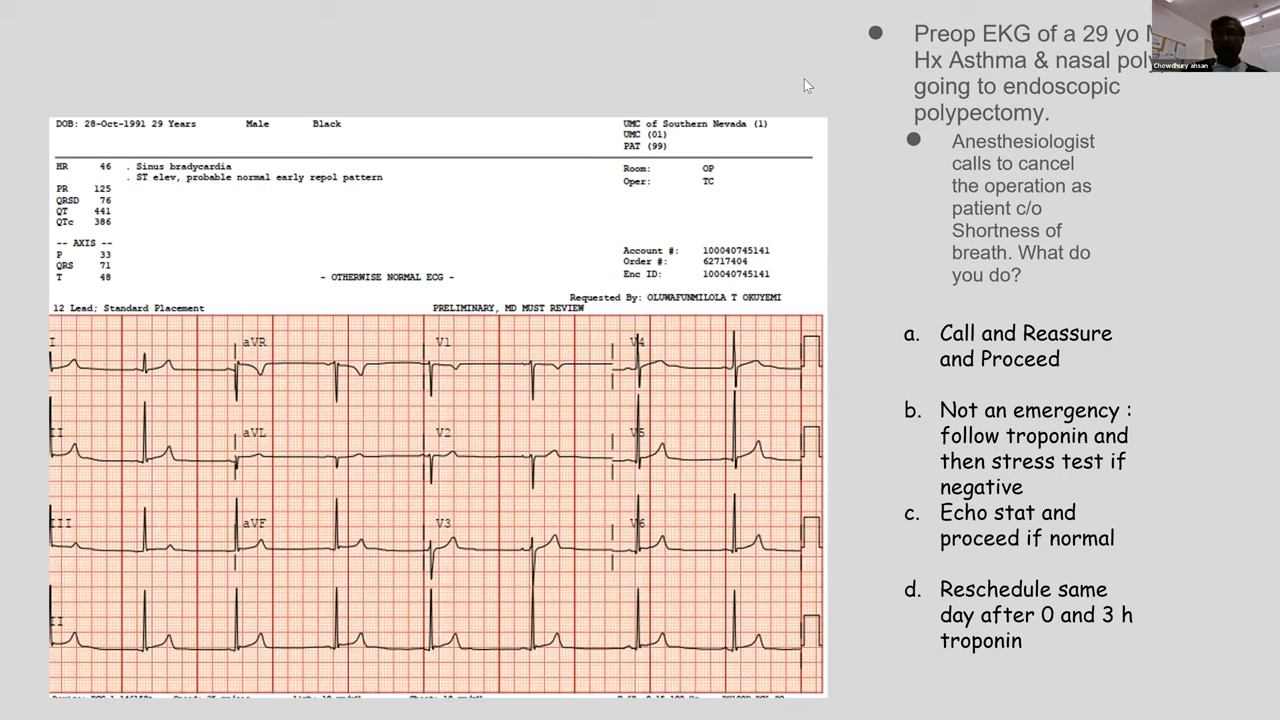 Preop EKG of a 29 yo
Hx Asthma & nasal
going to endoscopic
polypectomy.
Anesthesiologist
calls to cancel
the operation as
patient c/o
Shortness of
breath. What do
you do?
Chowdhury ahsan
DOB: 28-Oct-1991 29 Years Male Black UMC of Southern Nevada (1)
UMC (01)
PAT (99)
HR 46 . Sinus bradycardia Room: OP
. ST elev, probable normal early repol pattern Oper: TC
PR 125
QRSD 76
QT 441
QTc 386
-- AXIS --
P 33 Account #: 100040745141
QRS 71 Order #: 62717404
T 48 - OTHERWISE NORMAL ECG - Enc ID: 100040745141
Requested By: OLUWAFUNMILOLA T OKUYEMI
12 Lead; Standard Placement PRELIMINARY, MD MUST REVIEW
I aVR V1 V4
II aVL V2 V5
III aVF V3 V6
II
a. Call and Reassure
and Proceed
b. Not an emergency :
follow troponin and
then stress test if
negative
c. Echo stat and
proceed if normal
d. Reschedule same
day after 0 and 3 h
troponin